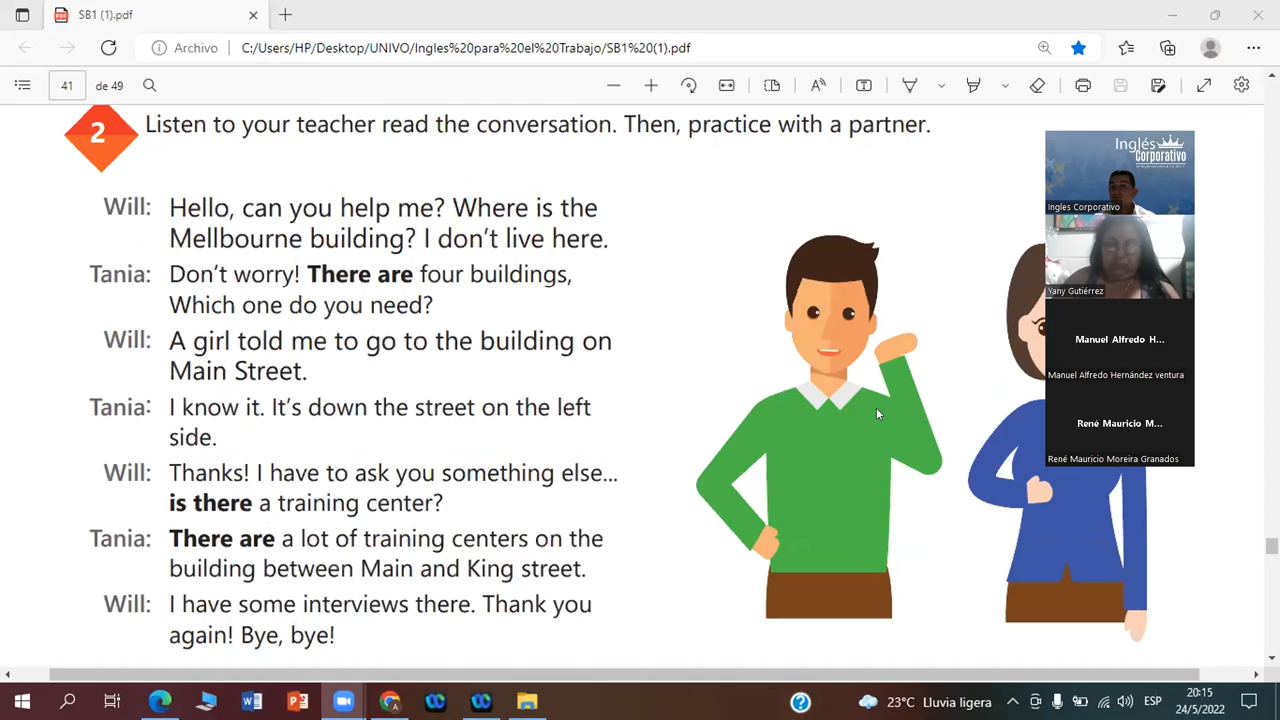 SB1 (1).pdf
Archivo C:/Users/HP/Desktop/UNIVO/Ingles%20para%20el%20Trabajo/SB1%20(1).pdf
41 de 49
2 Listen to your teacher read the conversation. Then, practice with a partner.
Will: Hello, can you help me? Where is the
Mellbourne building? I don't live here.
Tania: Don't worry! There are four buildings,
Which one do you need?
Will: A girl told me to go to the building on
Main Street.
Tania: I know it. It's down the street on the left
side.
Will: Thanks! I have to ask you something else...
is there a training center?
Tania: There are a lot of training centers on the
building between Main and King street.
Will: I have some interviews there. Thank you
again! Bye, bye!
Inglés
Corporativo
Ingles Corporativo
Yany Gutiérrez
Manuel Alfredo H...
Manuel Alfredo Hernández ventura
René Mauricio M...
René Mauricio Moreira Granados
23°C Lluvia ligera
ESP
20:15
24/5/2022